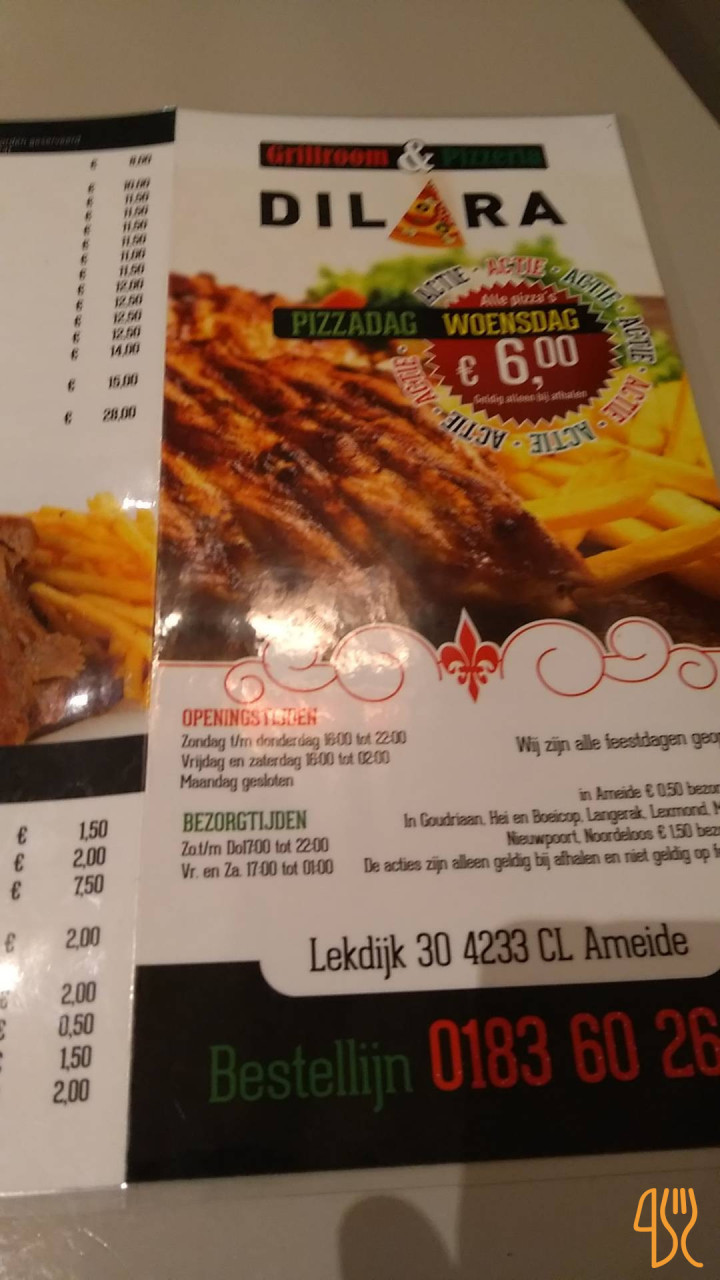 € 8,00
€ 10,00
€ 11,50
€ 11,50
€ 11,50
€ 11,50
€ 11,00
€ 11,50
€ 12,00
€ 12,50
€ 12,50
€ 12,50
€ 14,00
€ 15,00
€ 28,00
€ 1,50
€ 2,00
€ 7,50
€ 2,00
€ 2,00
€ 0,50
€ 1,50
€ 2,00
Grillroom & Pizzeria
DILARA
ACTIE · ACTIE · ACTIE · ACTIE · ACTIE · ACTIE · ACTIE · ACTIE ·
Alle pizza's
PIZZADAG WOENSDAG
€ 6,00
Geldig alleen bij afhalen
OPENINGSTIJDEN
Zondag t/m donderdag 16:00 tot 22:00
Vrijdag en zaterdag 16:00 tot 02:00
Maandag gesloten
BEZORGTIJDEN
Zo.t/m Do17:00 tot 22:00
Vr. en Za. 17:00 tot 01:00
Wij zijn alle feestdagen geop
in Ameide € 0,50 bezor
In Goudriaan, Hei en Boeicop, Langerak, Lexmond, M
Nieuwpoort, Noordeloos € 1,50 bez
De acties zijn alleen geldig bij afhalen en niet geldig op f
Lekdijk 30 4233 CL Ameide
Bestellijn 0183 60 26